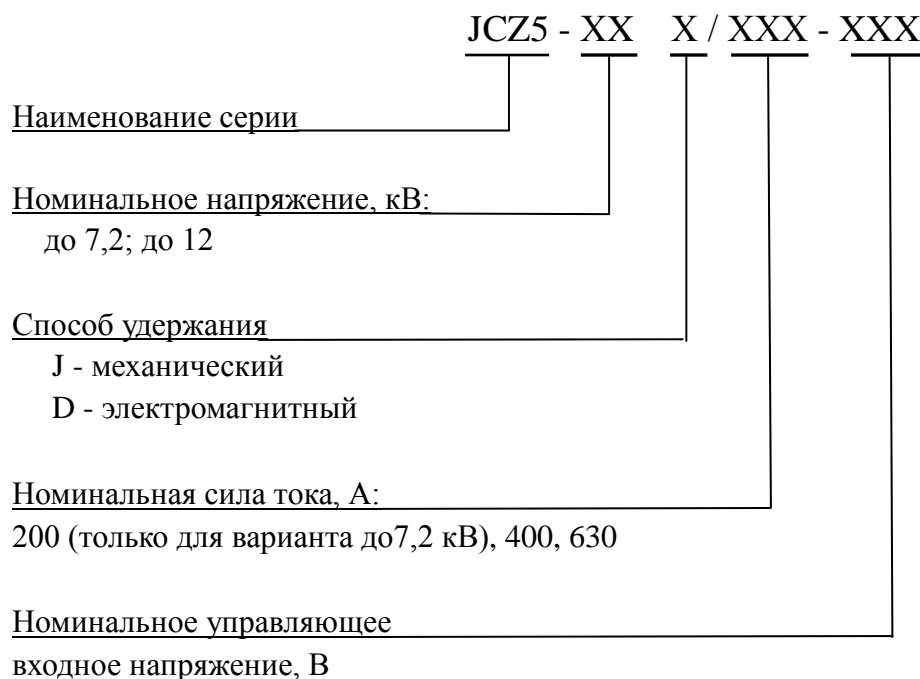 JCZ5 - XX X / XXX - XXX
Наименование серии
Номинальное напряжение, кВ:
до 7,2; до 12
Способ удержания
J - механический
D - электромагнитный
Номинальная сила тока, А:
200 (только для варианта до7,2 кВ), 400, 630
Номинальное управляющее
входное напряжение, В